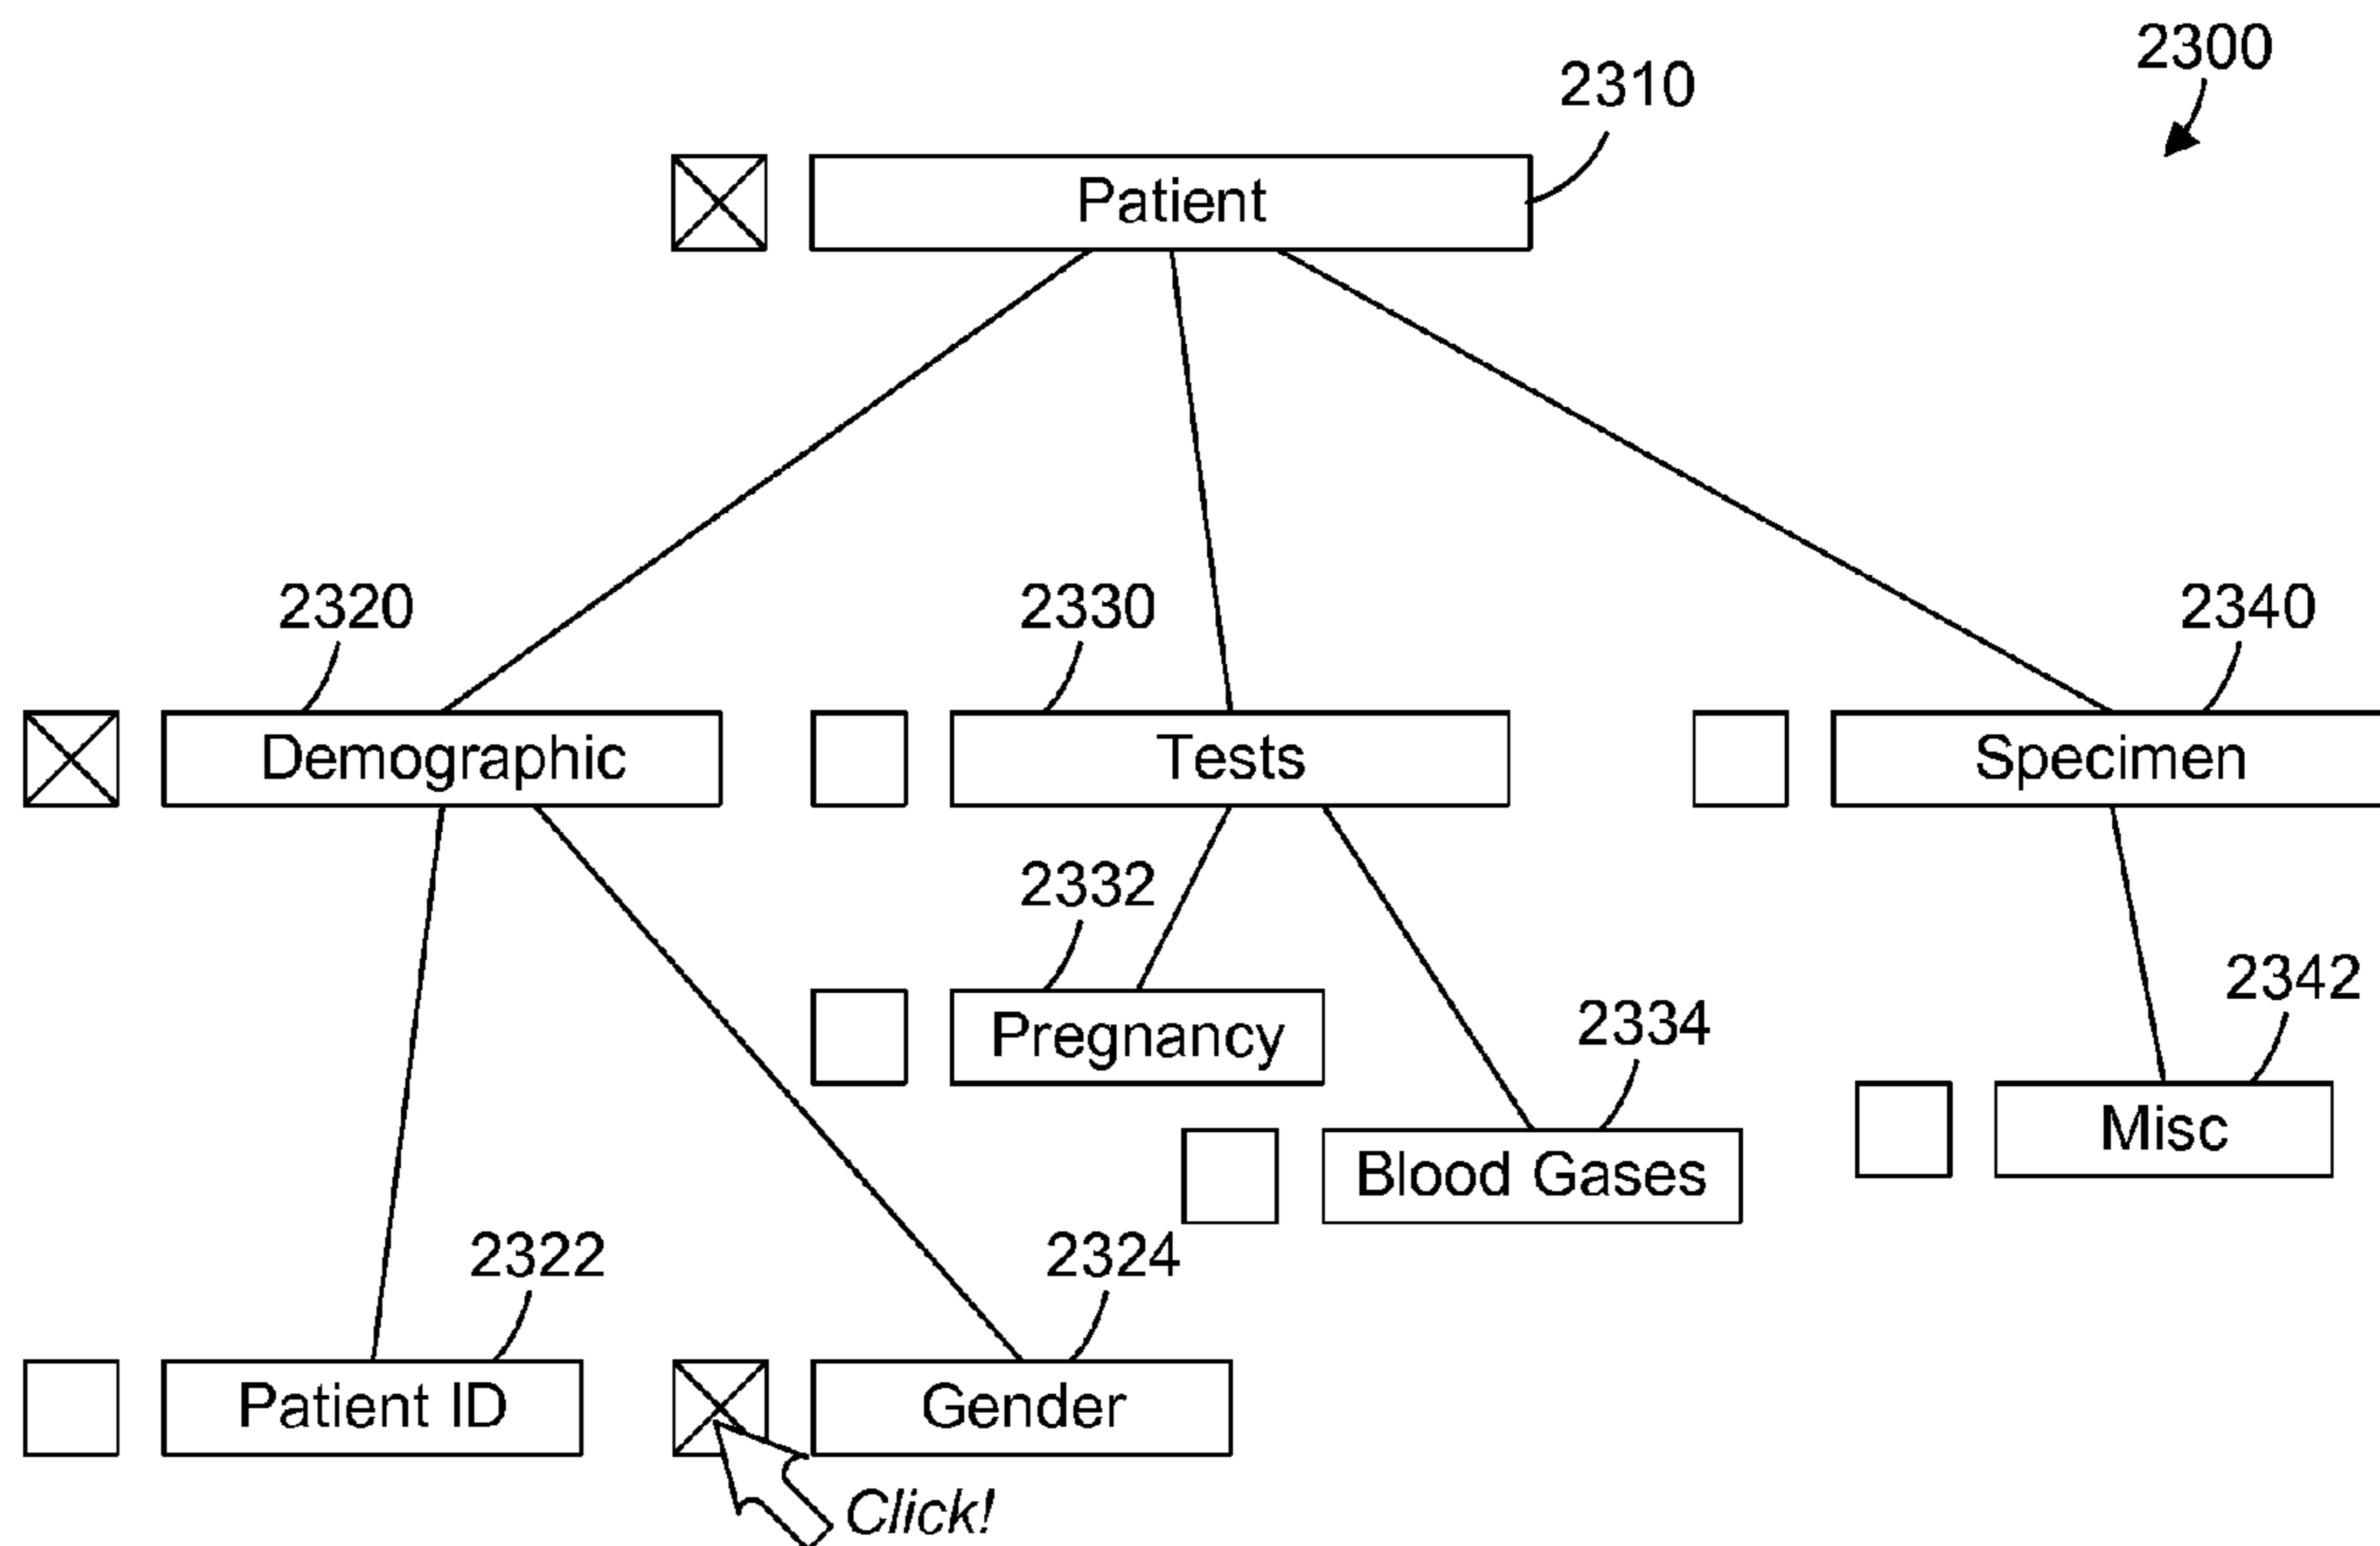 2300
2310
Patient
2320
2330
2340
Demographic
Tests
Specimen
2332
Pregnancy
2334
Blood Gases
2342
Misc
2322
2324
Patient ID
Gender
Click!